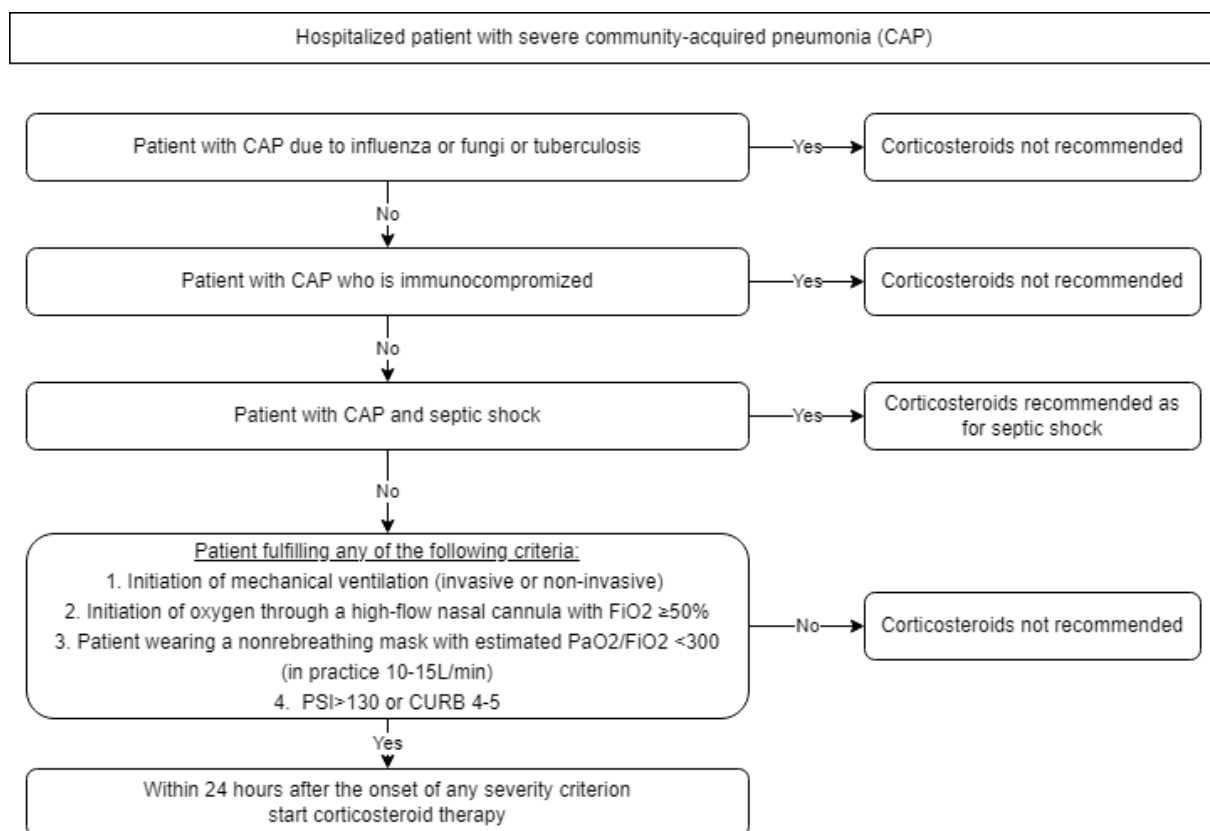 Hospitalized patient with severe community-acquired pneumonia (CAP)
Patient with CAP due to influenza or fungi or tuberculosis
Yes
Corticosteroids not recommended
No
Patient with CAP who is immunocompromized
Yes
Corticosteroids not recommended
No
Patient with CAP and septic shock
Yes
Corticosteroids recommended as
for septic shock
No
Patient fulfilling any of the following criteria:
1. Initiation of mechanical ventilation (invasive or non-invasive)
2. Initiation of oxygen through a high-flow nasal cannula with FiO2 ≥50%
3. Patient wearing a nonrebreathing mask with estimated PaO2/FiO2 <300
(in practice 10-15L/min)
4. PSI>130 or CURB 4-5
No
Corticosteroids not recommended
Yes
Within 24 hours after the onset of any severity criterion
start corticosteroid therapy